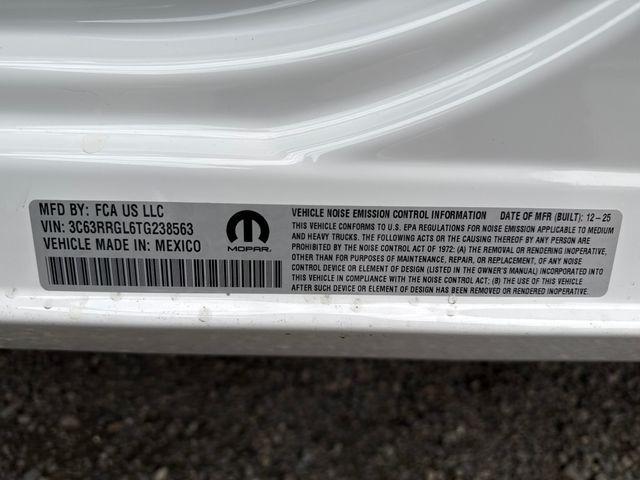 MFD BY: FCA US LLC
VIN: 3C63RRGL6TG238563
VEHICLE MADE IN: MEXICO
MOPAR.
VEHICLE NOISE EMISSION CONTROL INFORMATION DATE OF MFR (BUILT): 12-25
THIS VEHICLE CONFORMS TO U.S. EPA REGULATIONS FOR NOISE EMISSION APPLICABLE TO MEDIUM
AND HEAVY TRUCKS. THE FOLLOWING ACTS OR THE CAUSING THEREOF BY ANY PERSON ARE
PROHIBITED BY THE NOISE CONTROL ACT OF 1972: (A) THE REMOVAL OR RENDERING INOPERATIVE,
OTHER THAN FOR PURPOSES OF MAINTENANCE, REPAIR, OR REPLACEMENT, OF ANY NOISE
CONTROL DEVICE OR ELEMENT OF DESIGN (LISTED IN THE OWNER'S MANUAL) INCORPORATED INTO
THIS VEHICLE IN COMPLIANCE WITH THE NOISE CONTROL ACT; (B) THE USE OF THIS VEHICLE
AFTER SUCH DEVICE OR ELEMENT OF DESIGN HAS BEEN REMOVED OR RENDERED INOPERATIVE.